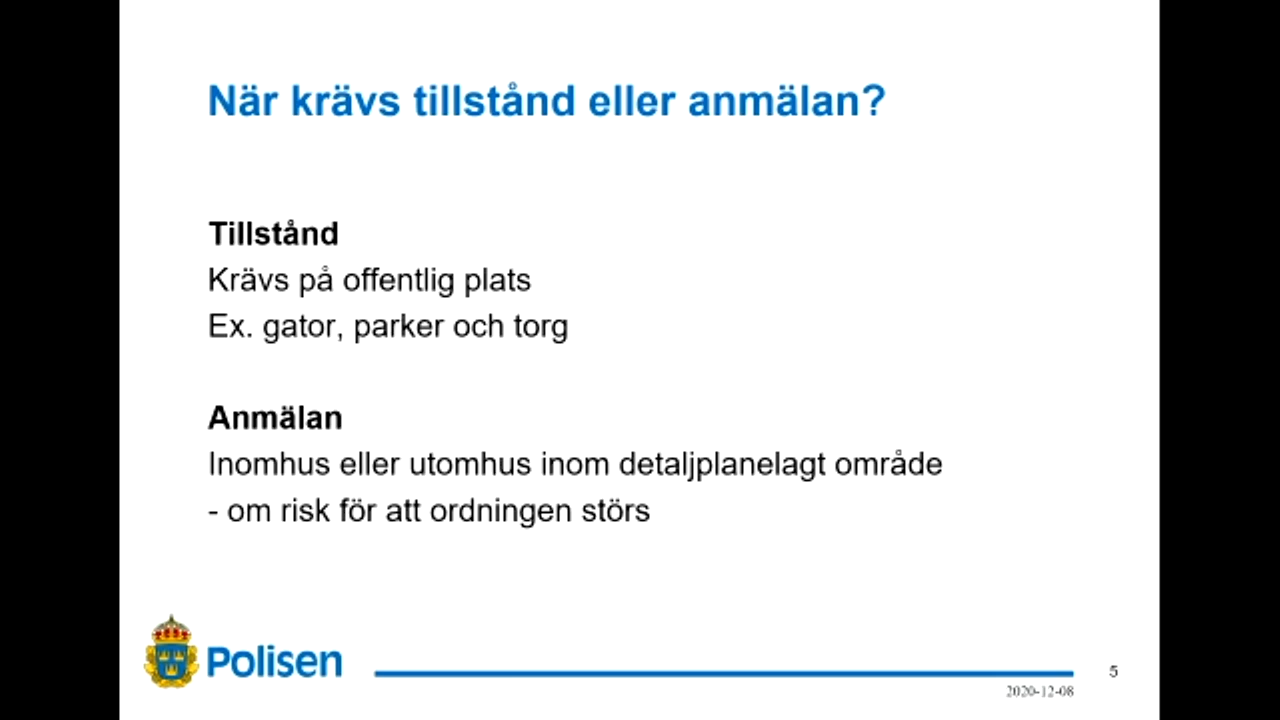 När krävs tillstånd eller anmälan?
Tillstånd
Krävs på offentlig plats
Ex. gator, parker och torg
Anmälan
Inomhus eller utomhus inom detaljplanelagt område
- om risk för att ordningen störs
Polisen
5
2020-12-08